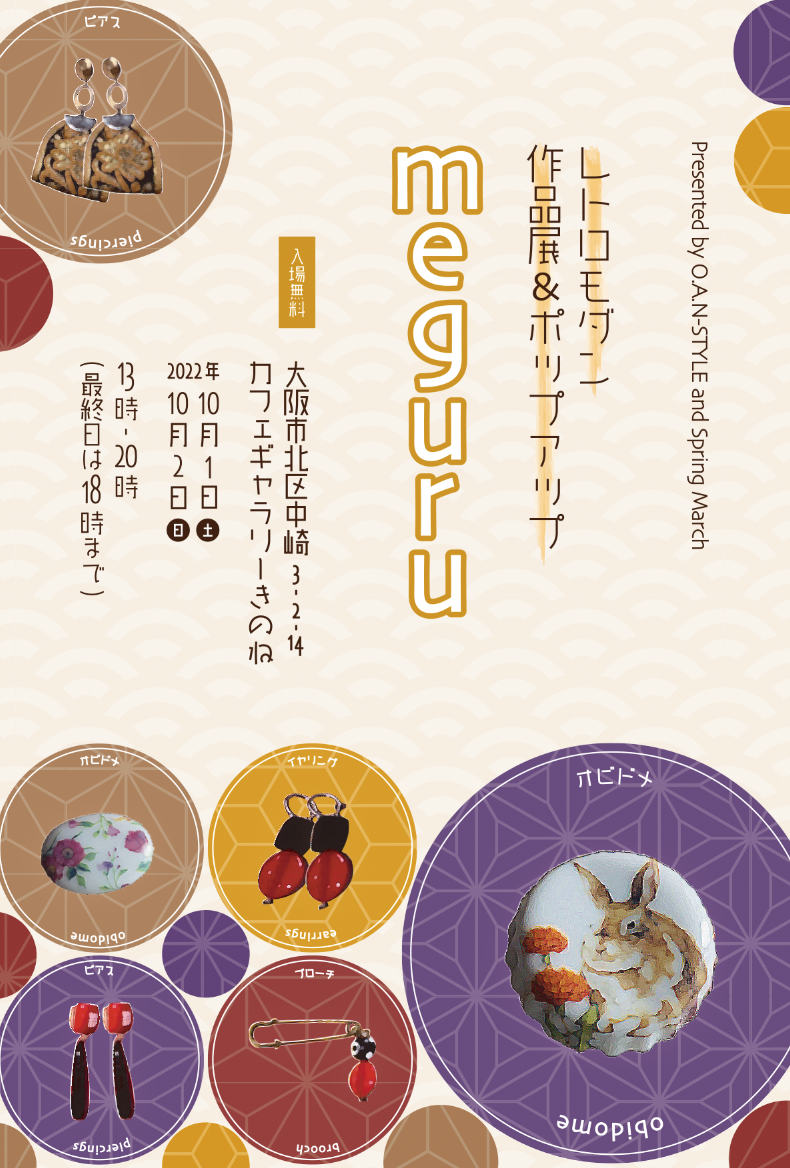 Presented by O.A.N-STYLE and Spring March
レトロモダン
作品展&ポップアップ
meguru
入場無料
大阪市北区中崎3-2-14
カフェギャラリーきのね
2022年
10月1日土
10月2日日
13時-20時
(最終日は18時まで)
ピアス
piercings
オビドメ
obidome
イヤリング
earrings
オビドメ
obidome
ピアス
piercings
ブローチ
brooch